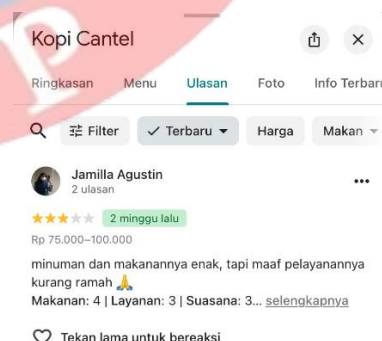 Kopi Cantel
Ringkasan Menu Ulasan Foto Info Terbaru
Filter Terbaru Harga Makan
Jamilla Agustin
2 ulasan
2 minggu lalu
Rp 75.000–100.000
minuman dan makanannya enak, tapi maaf pelayanannya
kurang ramah 🙏
Makanan: 4 | Layanan: 3 | Suasana: 3... selengkapnya
Tekan lama untuk bereaksi